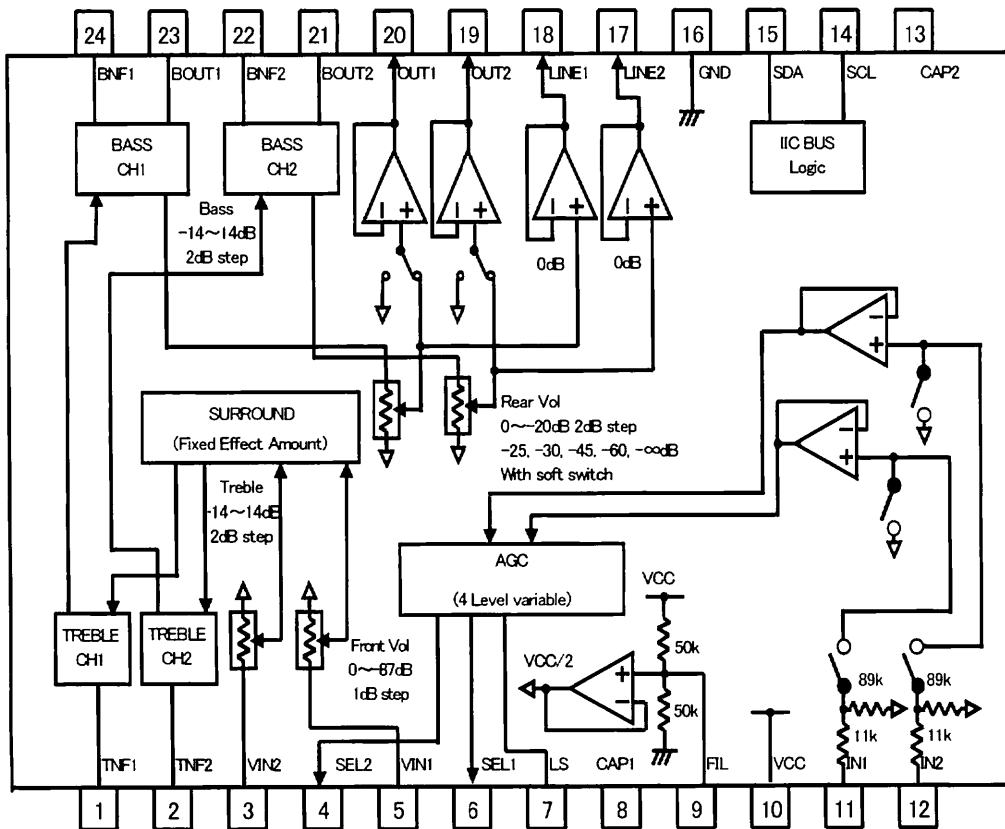 24 23 22 21 20 19 18 17 16 15 14 13
BNF1 BOUT1 BNF2 BOUT2 OUT1 OUT2 LINE1 LINE2 GND SDA SCL CAP2
BASS
CH1
BASS
CH2
IIC BUS
Logic
Bass
-14~14dB
2dB step
0dB
0dB
SURROUND
(Fixed Effect Amount)
Rear Vol
0~-20dB 2dB step
-25, -30, -45, -60, -∞dB
With soft switch
Treble
-14~14dB
2dB step
AGC
(4 Level variable)
VCC
50k
VCC/2
50k
TREBLE
CH1
TREBLE
CH2
Front Vol
0~-87dB
1dB step
89k 89k
11k 11k
TNF1 TNF2 VIN2 SEL2 VIN1 SEL1 LS CAP1 FIL VCC IN1 IN2
1 2 3 4 5 6 7 8 9 10 11 12